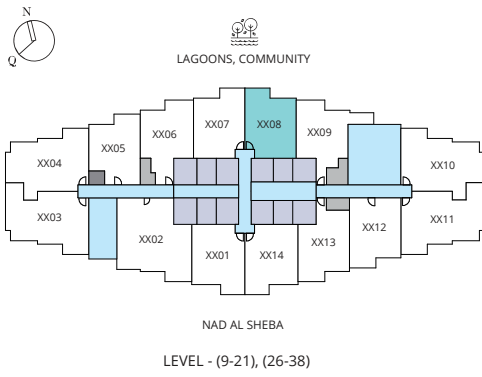 N
Q
LAGOONS, COMMUNITY
XX07
XX08
XX06
XX09
XX05
XX04
XX10
XX03
XX11
XX02
XX12
XX13
XX01
XX14
NAD AL SHEBA
LEVEL - (9-21), (26-38)